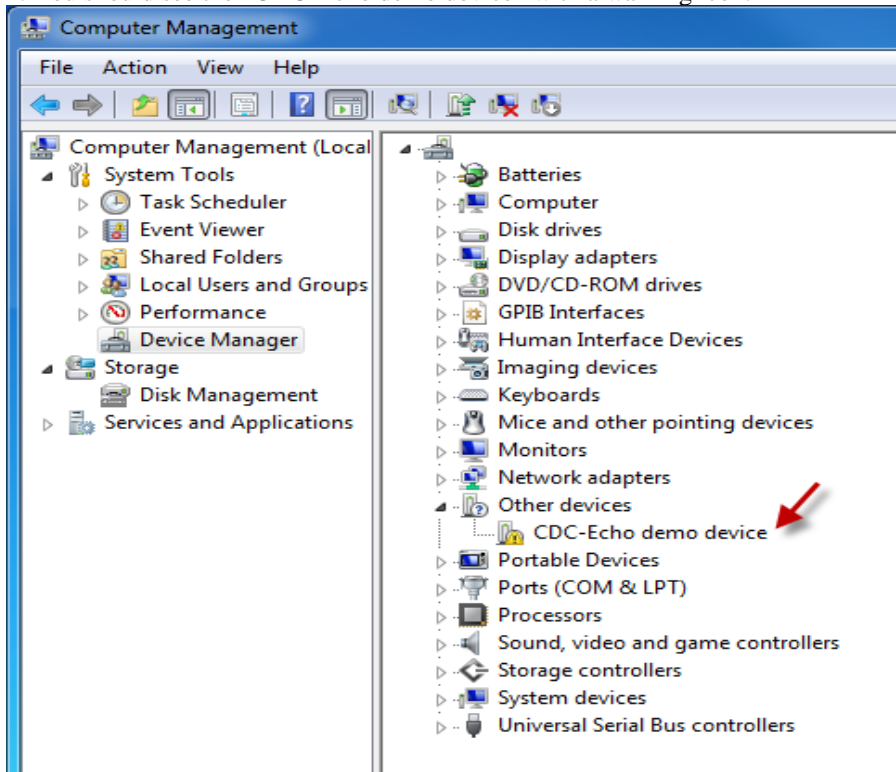 Computer Management
File Action View Help
Computer Management (Local
System Tools
Task Scheduler
Event Viewer
Shared Folders
Local Users and Groups
Performance
Device Manager
Storage
Disk Management
Services and Applications
Batteries
Computer
Disk drives
Display adapters
DVD/CD-ROM drives
GPIB Interfaces
Human Interface Devices
Imaging devices
Keyboards
Mice and other pointing devices
Monitors
Network adapters
Other devices
CDC-Echo demo device
Portable Devices
Ports (COM & LPT)
Processors
Sound, video and game controllers
Storage controllers
System devices
Universal Serial Bus controllers